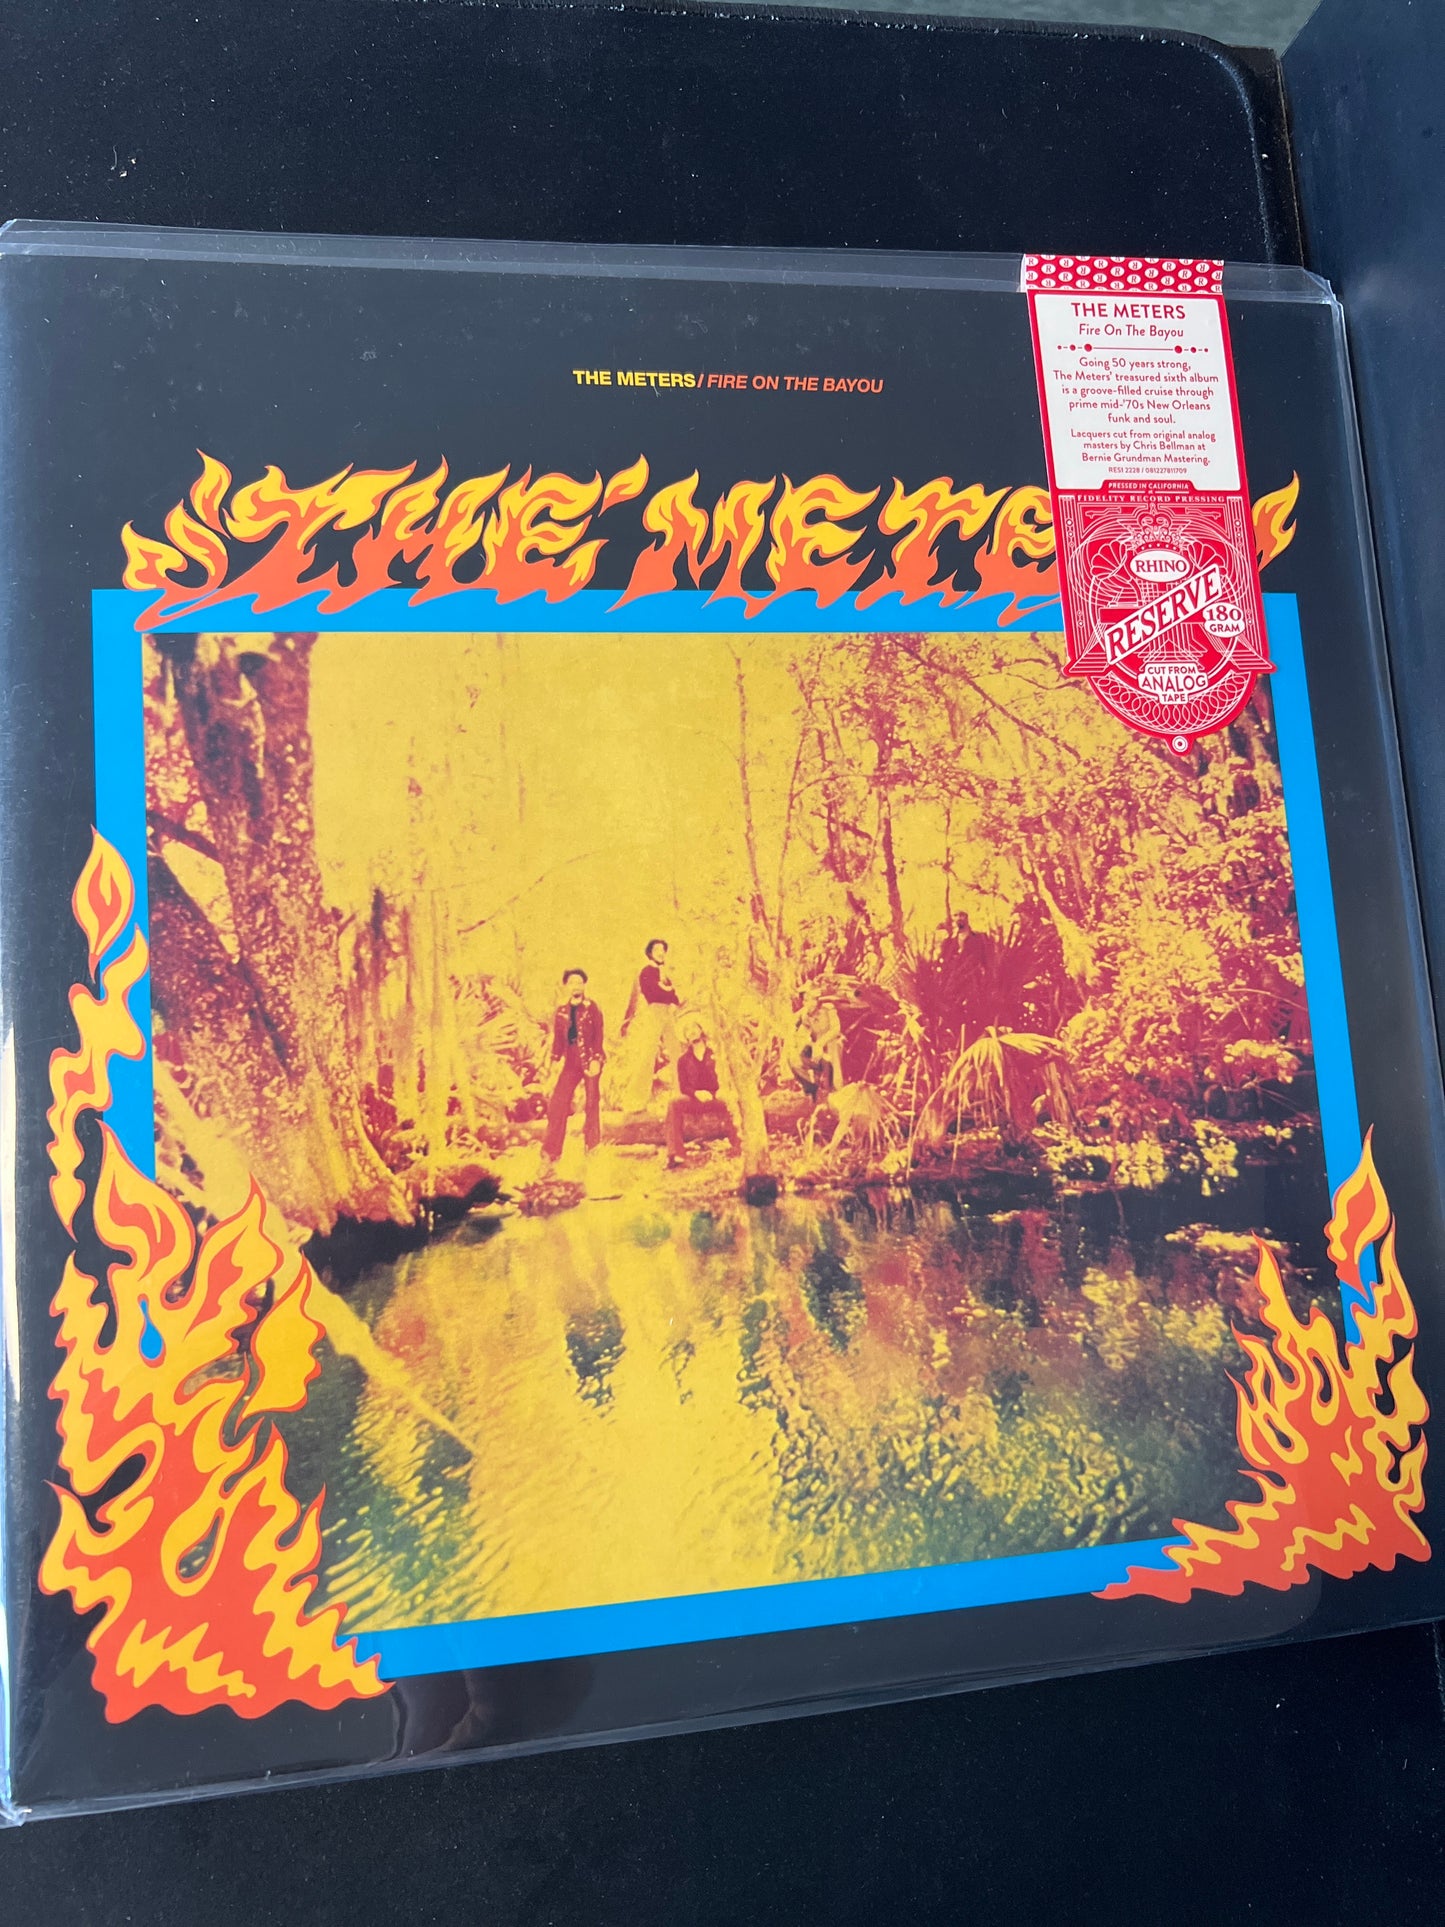 THE METERS
Fire On The Bayou
Going 50 years strong,
The Meters' treasured sixth album
is a groove-filled cruise through
prime mid-'70s New Orleans
funk and soul.
Lacquers cut from original analog
masters by Chris Bellman at
Bernie Grundman Mastering.
RES1 2228 / 081227811709
PRESSED IN CALIFORNIA
FIDELITY RECORD PRESSING
RHINO
RESERVE
180
GRAM
CUT FROM
ANALOG
TAPE
THE METERS/ FIRE ON THE BAYOU
THE METE